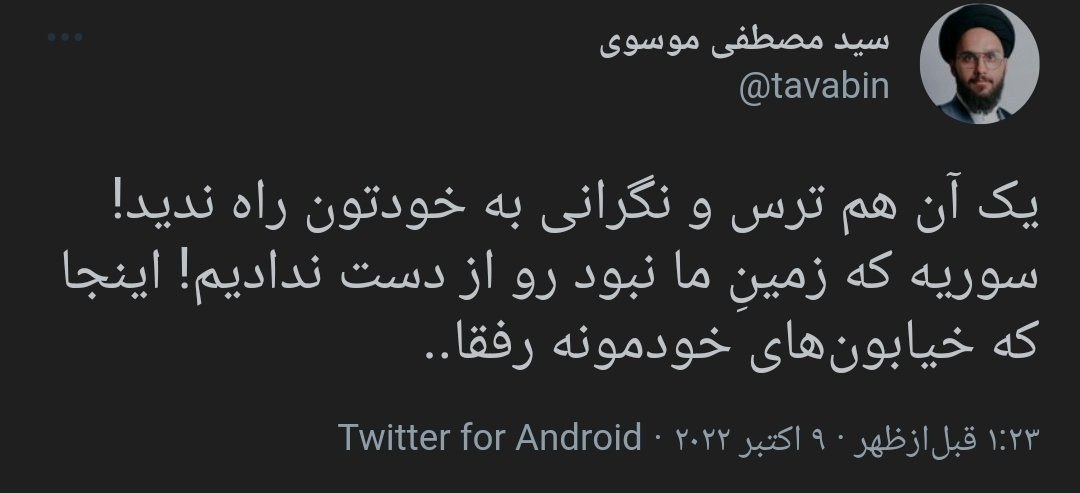 سید مصطفی موسوی
@tavabin
یک آن هم ترس و نگرانی به خودتون راه ندید!
سوریه که زمینِ ما نبود رو از دست ندادیم! اینجا
که خیابون‌های خودمونه رفقا..
۱:۲۳ قبل‌ازظهر · ۹ اکتبر ۲۰۲۲ · Twitter for Android